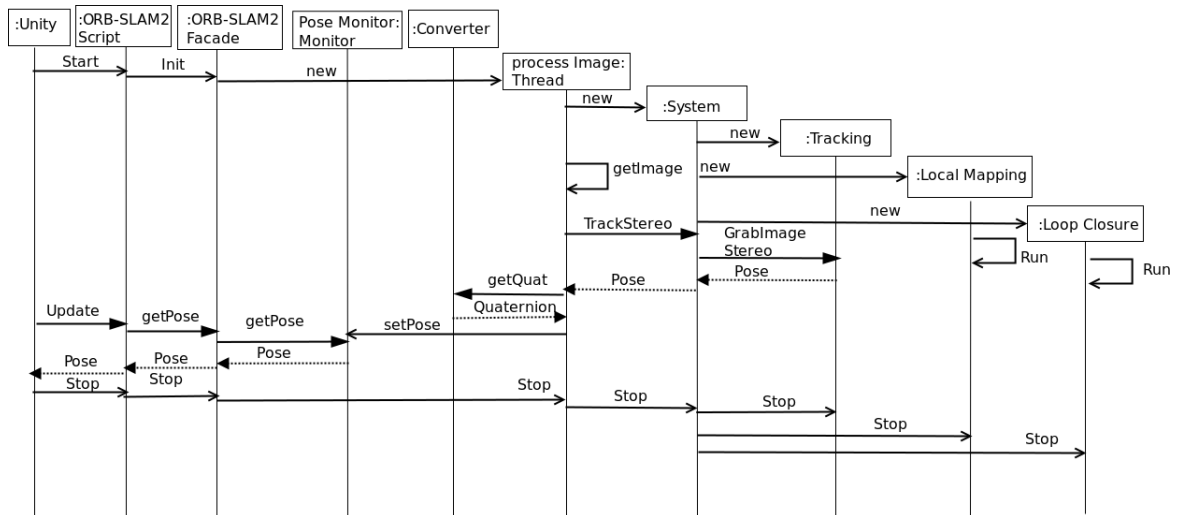 :Unity
:ORB-SLAM2
Script
:ORB-SLAM2
Facade
Pose Monitor:
Monitor
:Converter
process Image:
Thread
:System
:Tracking
:Local Mapping
:Loop Closure
Start
Init
new
new
new
getImage
new
new
TrackStereo
GrabImage
Stereo
Run
Run
Pose
Pose
getQuat
Quaternion
Update
getPose
getPose
setPose
Pose
Pose
Pose
Stop
Stop
Stop
Stop
Stop
Stop
Stop